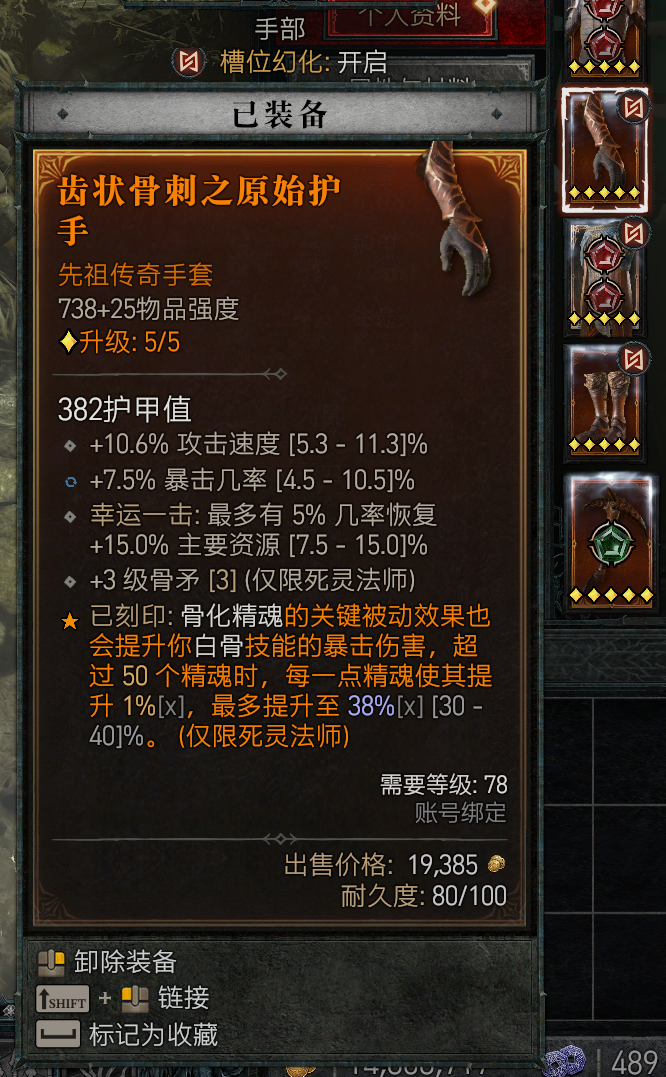 手部
个人资料
槽位幻化: 开启
已装备
齿状骨刺之原始护
手
先祖传奇手套
738+25物品强度
升级: 5/5
382护甲值
+10.6% 攻击速度 [5.3 - 11.3]%
+7.5% 暴击几率 [4.5 - 10.5]%
幸运一击: 最多有 5% 几率恢复
+15.0% 主要资源 [7.5 - 15.0]%
+3 级骨矛 [3] (仅限死灵法师)
已刻印: 骨化精魂的关键被动效果也
会提升你白骨技能的暴击伤害，超
过 50 个精魂时，每一点精魂使其提
升 1%[x]，最多提升至 38%[x] [30 -
40]%。 (仅限死灵法师)
需要等级: 78
账号绑定
出售价格: 19,385
耐久度: 80/100
卸除装备
SHIFT + 链接
标记为收藏
489